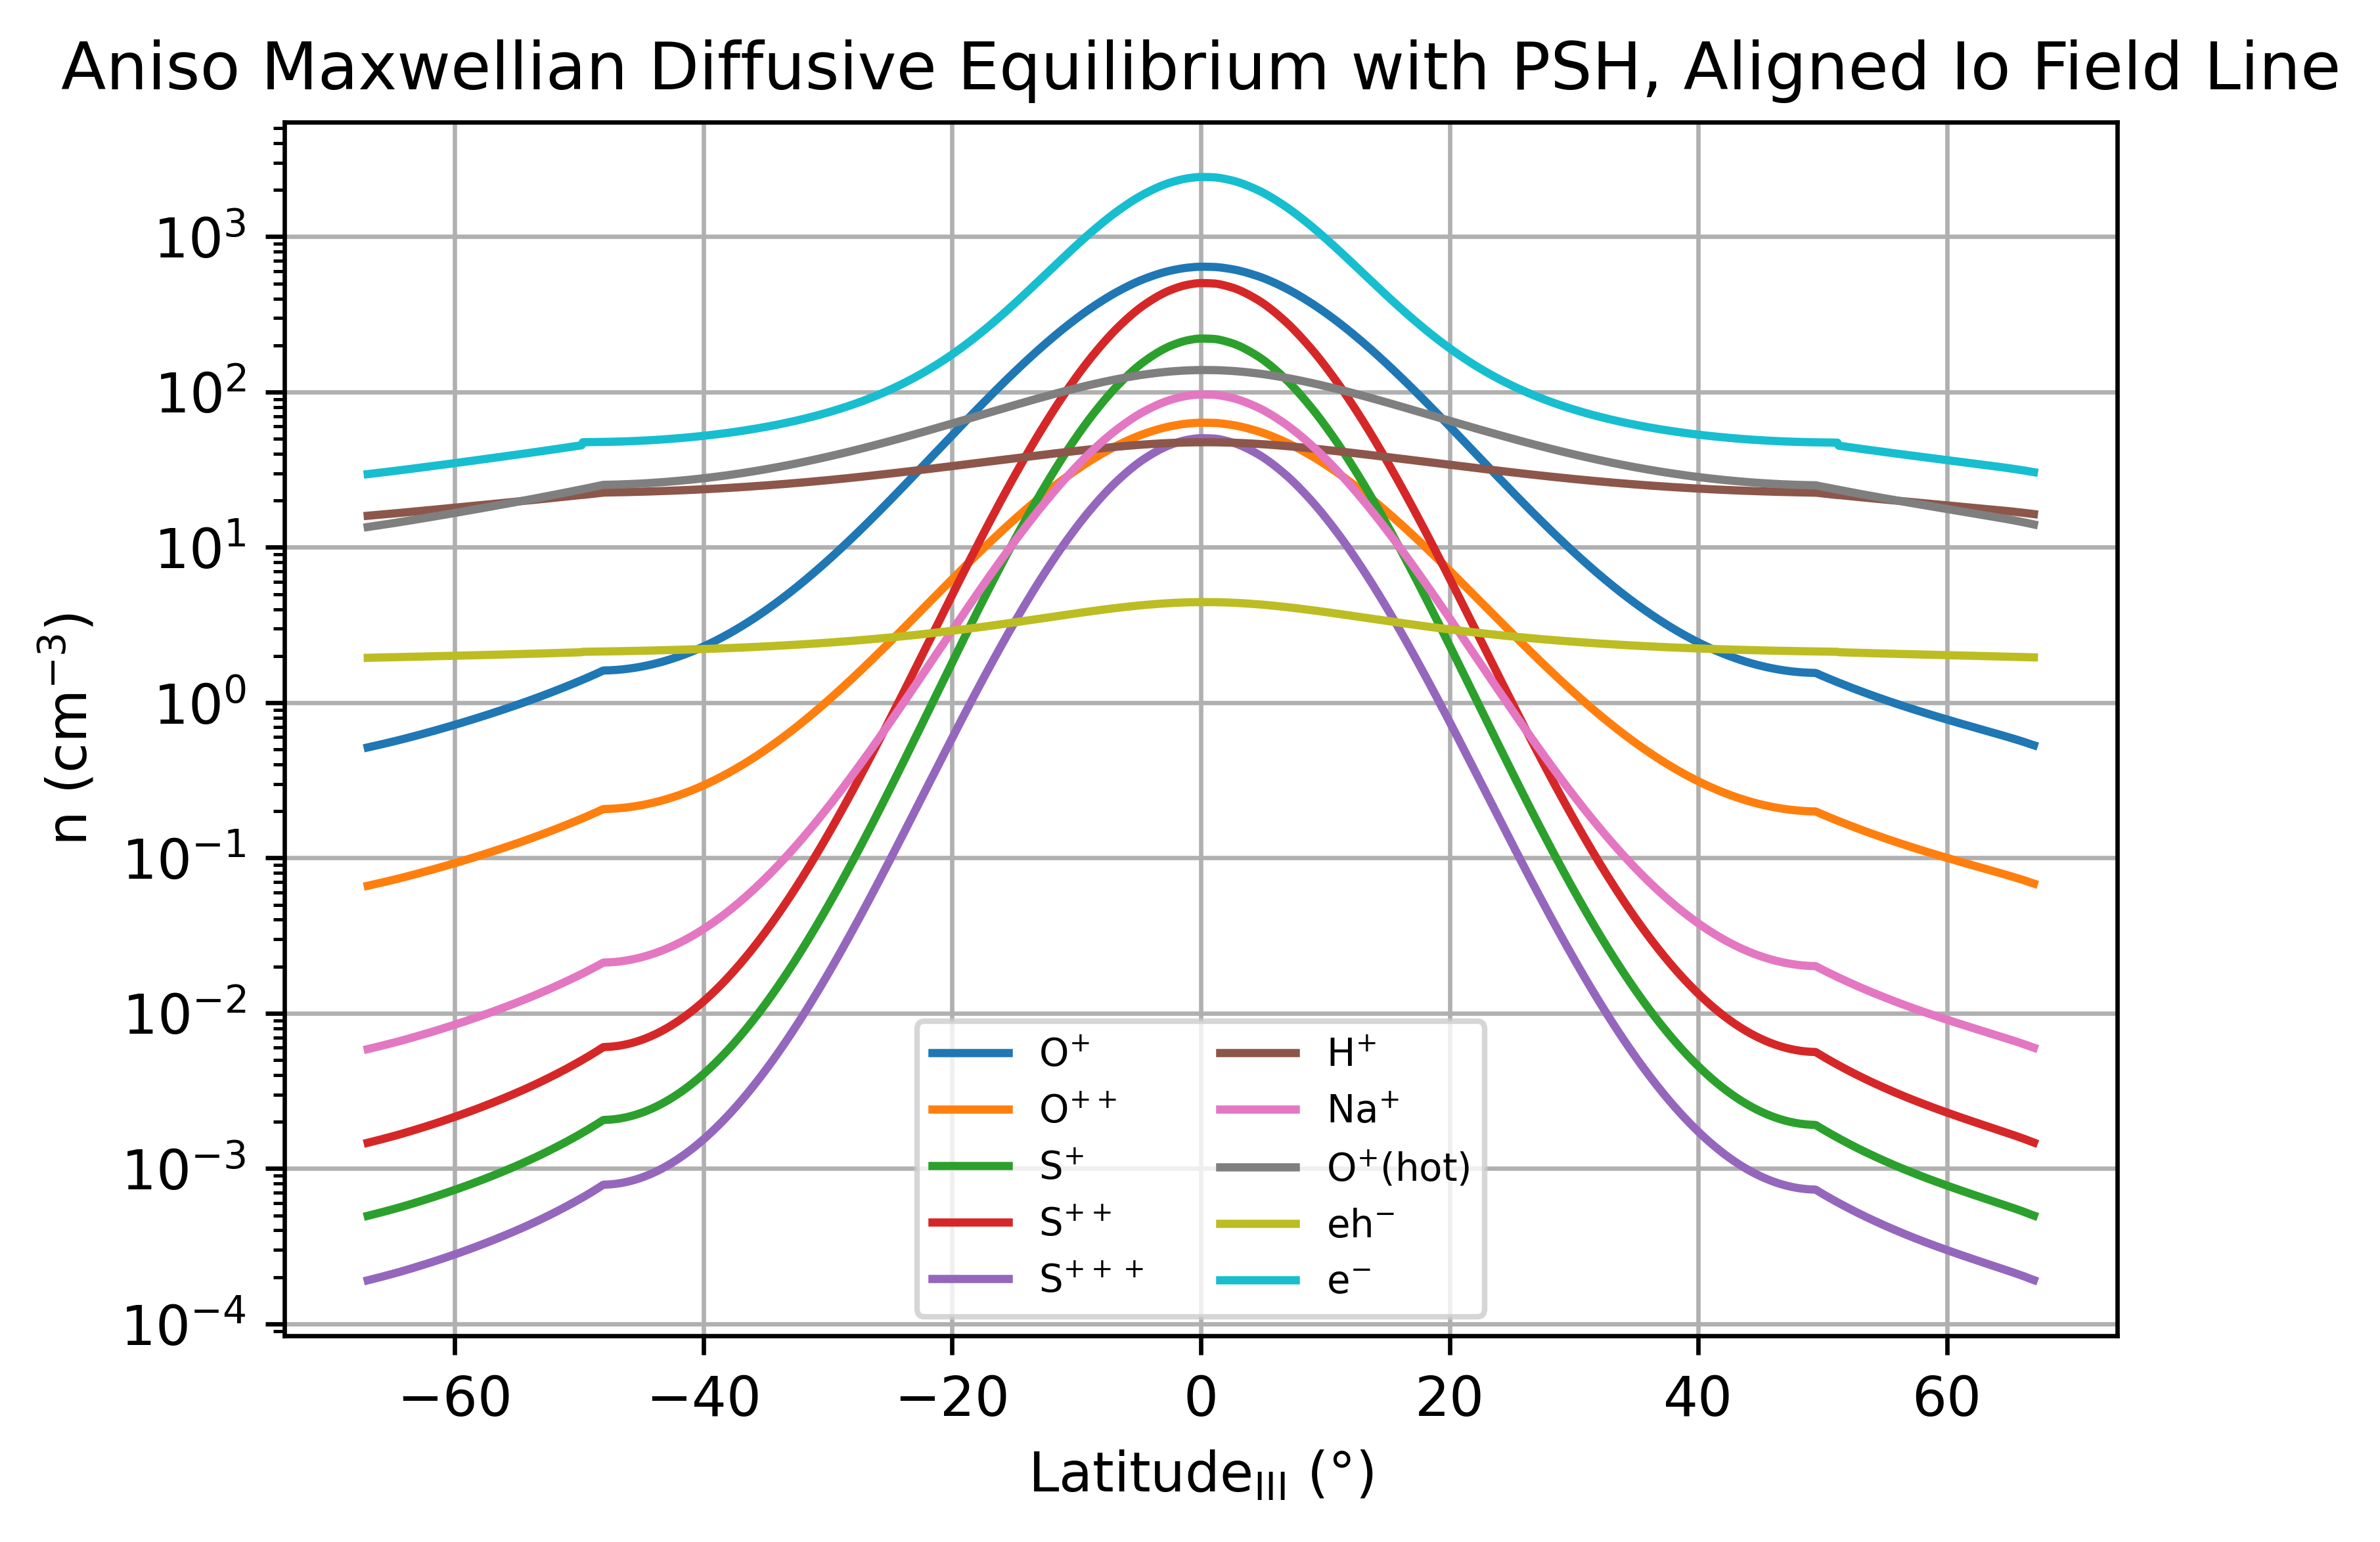 Aniso Maxwellian Diffusive Equilibrium with PSH, Aligned Io Field Line
n (cm⁻³)
10³
10²
10¹
10⁰
10⁻¹
10⁻²
10⁻³
10⁻⁴
O⁺
O⁺⁺
S⁺
S⁺⁺
S⁺⁺⁺
H⁺
Na⁺
O⁺(hot)
eh⁻
e⁻
−60 −40 −20 0 20 40 60
Latitude_III (°)